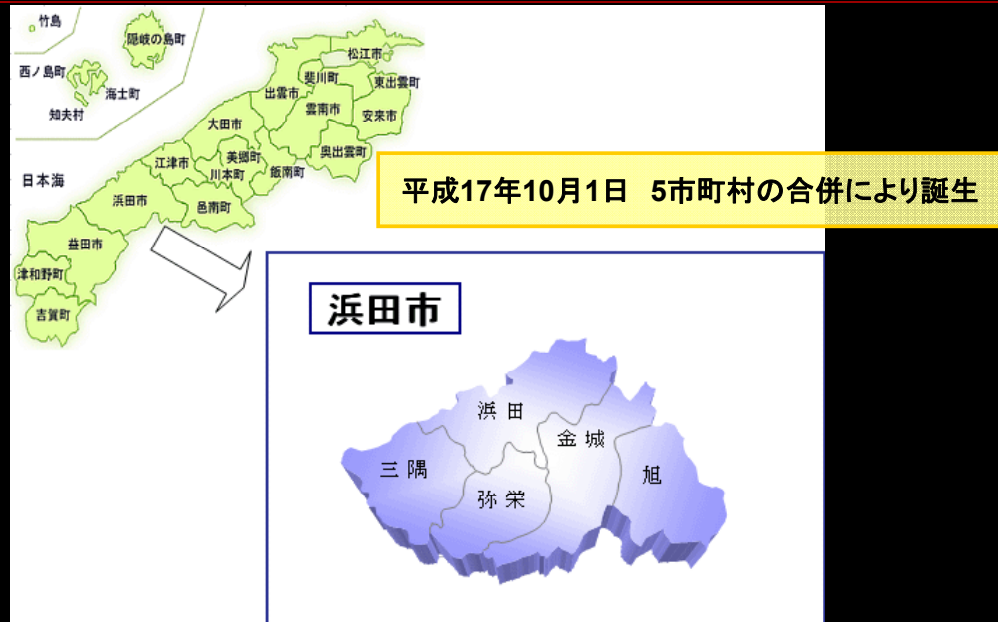 竹島
隠岐の島町
西ノ島町
海士町
知夫村
松江市
斐川町
東出雲町
出雲市
雲南市
安来市
大田市
奥出雲町
美郷町
江津市
川本町
飯南町
日本海
浜田市
邑南町
益田市
津和野町
吉賀町
平成17年10月1日 5市町村の合併により誕生
浜田市
浜田
金城
三隅
旭
弥栄